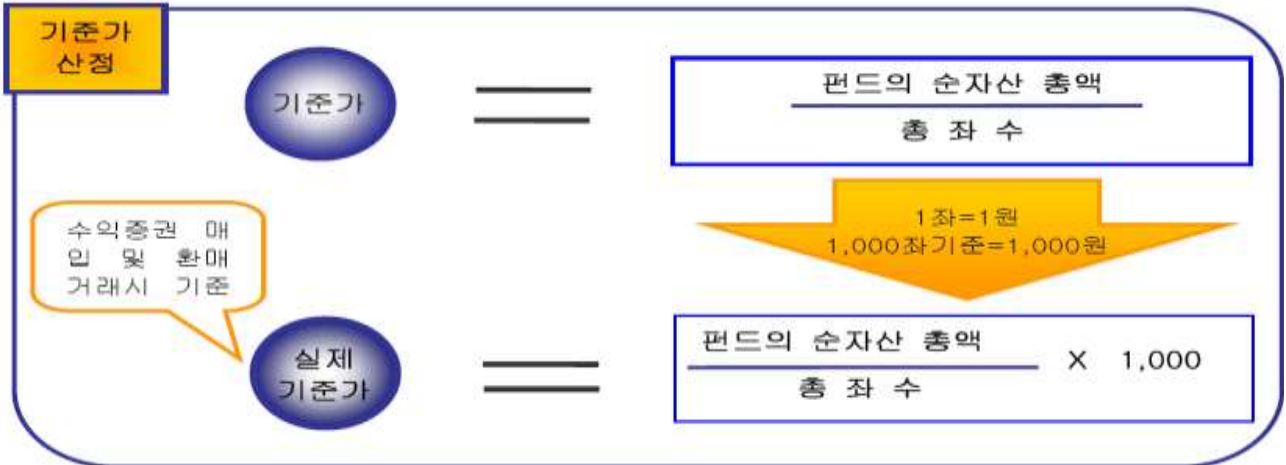 기준가
산정
기준가
펀드의 순자산 총액
총 좌 수
1좌=1원
1,000좌기준=1,000원
수익증권 매
입 및 환매
거래시 기준
실제
기준가
펀드의 순자산 총액
총 좌 수
X 1,000